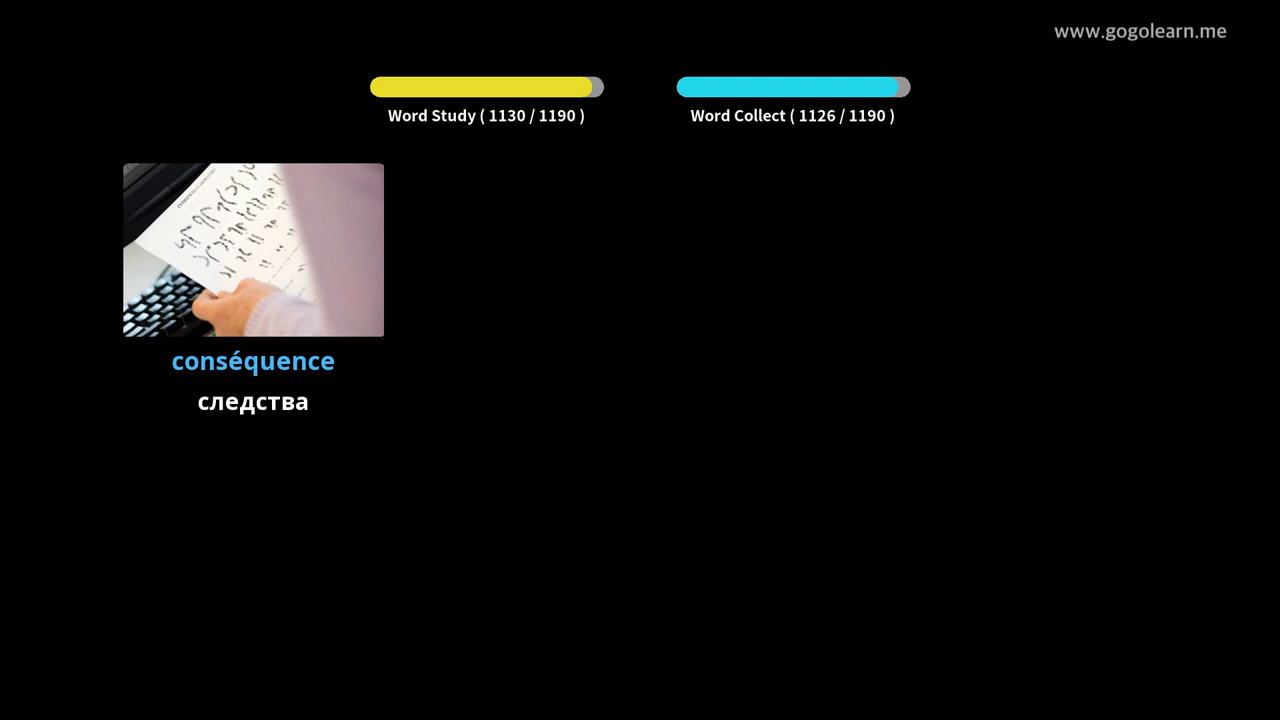 www.gogolearn.me
Word Study ( 1130 / 1190 )
Word Collect ( 1126 / 1190 )
conséquence
следства